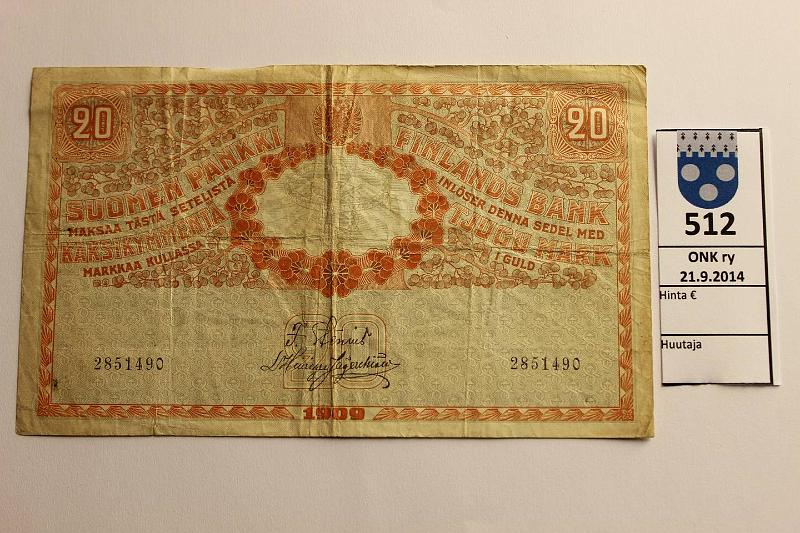 20
20
SUOMEN PANKKI
MAKSAA TÄSTÄ SETELISTÄ
KAKSIKYMMENTÄ
MARKKAA KULLASSA
FINLANDS BANK
INLÖSER DENNA SEDEL MED
TJUGU MARK
I GULD
2851490
2851490
1909
512
ONK ry
21.9.2014
Hinta €
Huutaja